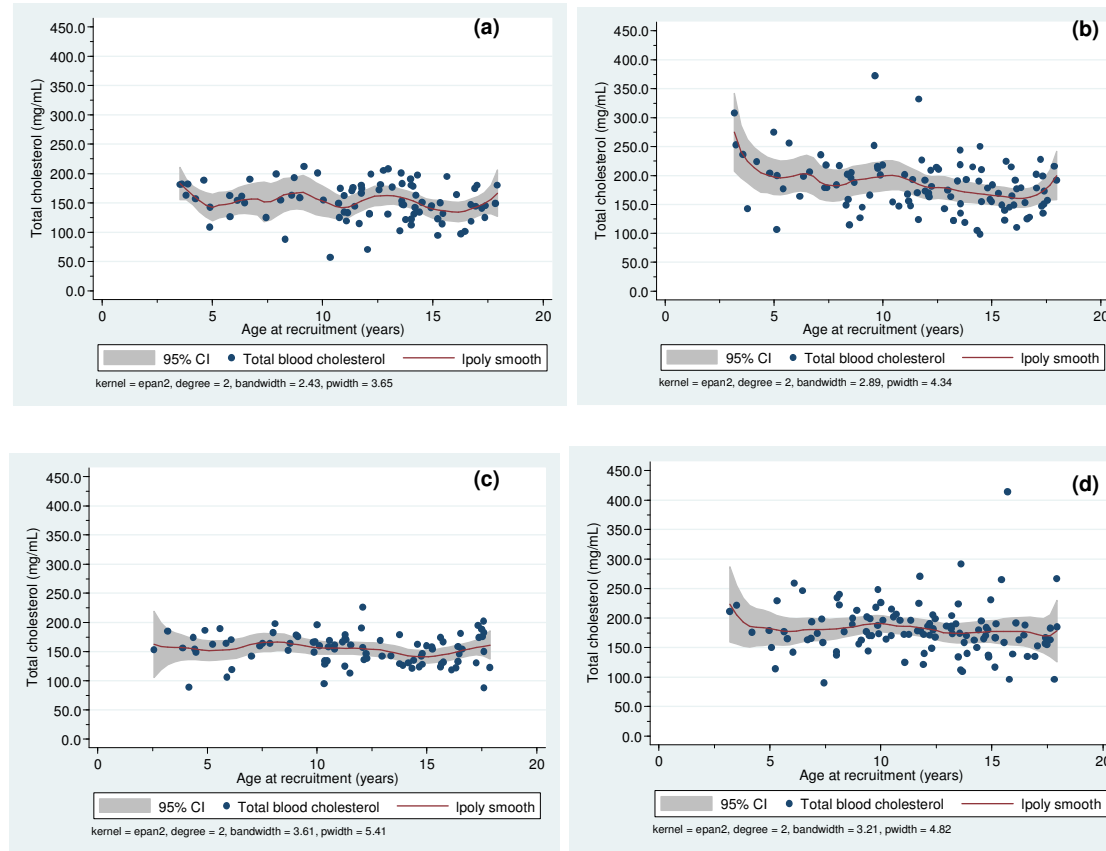 (a)
Total cholesterol (mg/mL)
450.0
400.0
350.0
300.0
250.0
200.0
150.0
100.0
50.0
0.0
0 5 10 15 20
Age at recruitment (years)
95% CI Total blood cholesterol lpoly smooth
kernel = epan2, degree = 2, bandwidth = 2.43, pwidth = 3.65
(b)
Total cholesterol (mg/mL)
450.0
400.0
350.0
300.0
250.0
200.0
150.0
100.0
50.0
0.0
0 5 10 15 20
Age at recruitment (years)
95% CI Total blood cholesterol lpoly smooth
kernel = epan2, degree = 2, bandwidth = 2.89, pwidth = 4.34
(c)
Total cholesterol (mg/mL)
450.0
400.0
350.0
300.0
250.0
200.0
150.0
100.0
50.0
0.0
0 5 10 15 20
Age at recruitment (years)
95% CI Total blood cholesterol lpoly smooth
kernel = epan2, degree = 2, bandwidth = 3.61, pwidth = 5.41
(d)
Total cholesterol (mg/mL)
450.0
400.0
350.0
300.0
250.0
200.0
150.0
100.0
50.0
0.0
0 5 10 15 20
Age at recruitment (years)
95% CI Total blood cholesterol lpoly smooth
kernel = epan2, degree = 2, bandwidth = 3.21, pwidth = 4.82